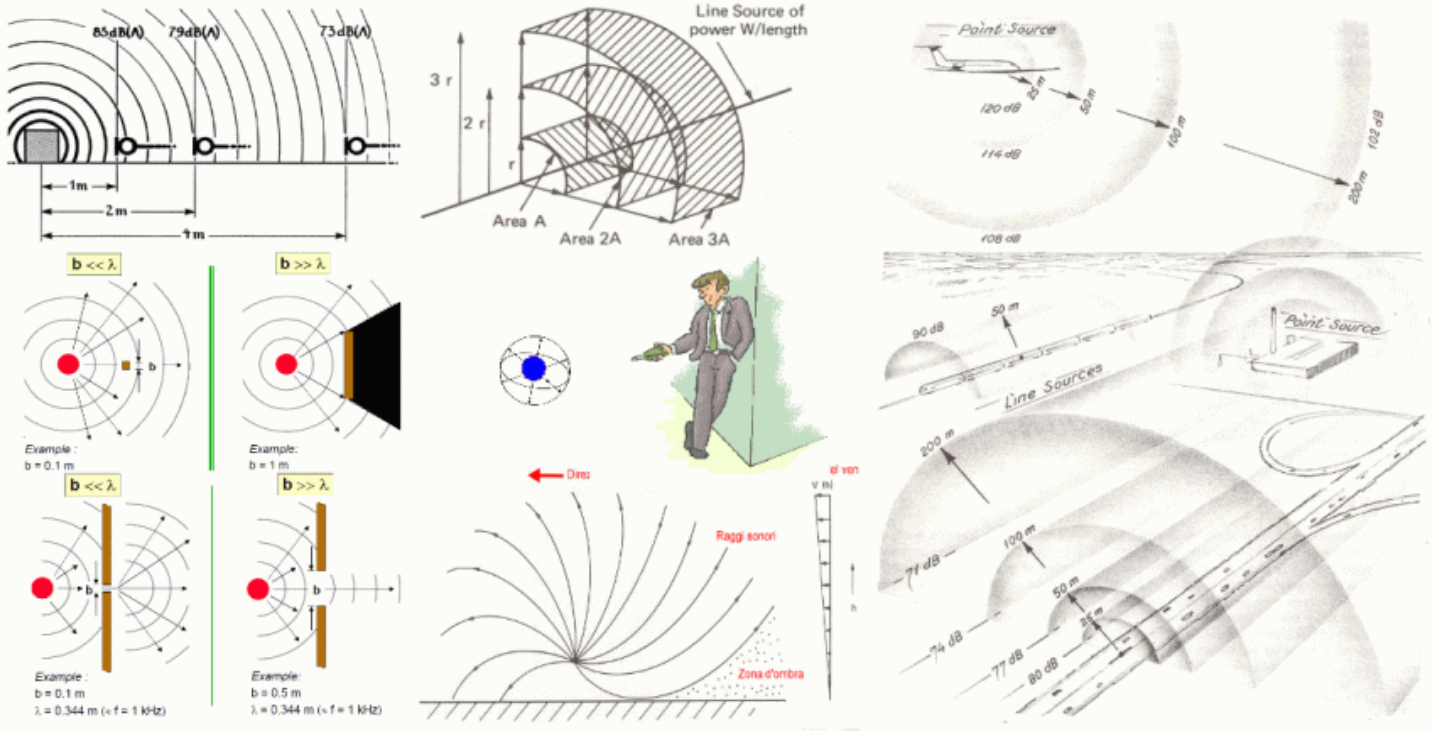 85dB(A) 79dB(A) 73dB(A)
1m
2m
4m
Line Source of
power W/length
3 r
2 r
r
Area A
Area 2A
Area 3A
Point Source
25 m
50 m
100 m
200m
120 dB
114 dB
108 dB
102 dB
b << λ
b >> λ
b
Example :
b = 0.1 m
Example:
b = 1 m
b << λ
b >> λ
b
b
Example:
b = 0.1 m
λ = 0.344 m (≈ f = 1 kHz)
Example:
b = 0.5 m
λ = 0.344 m (≈ f = 1 kHz)
Direz
el ven
Raggi sonori
h
Zona d'ombra
90 dB
50 m
Point Source
Line Sources
200 m
100 m
50 m
25 m
71 dB
74 dB
77 dB
80 dB